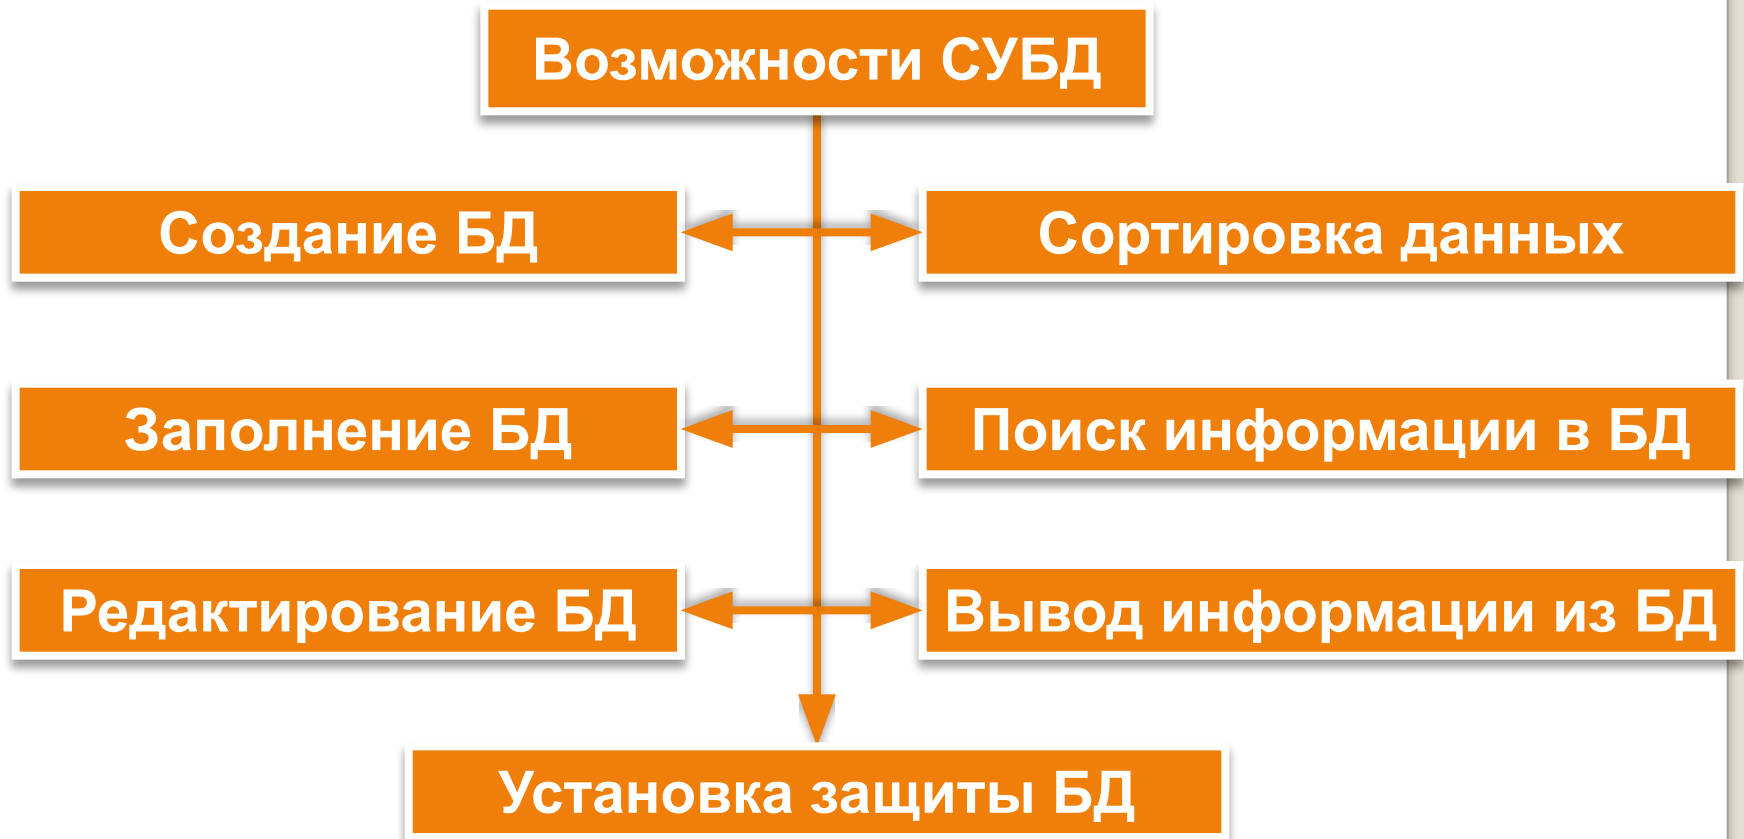 Возможности СУБД
Создание БД
Сортировка данных
Заполнение БД
Поиск информации в БД
Редактирование БД
Вывод информации из БД
Установка защиты БД